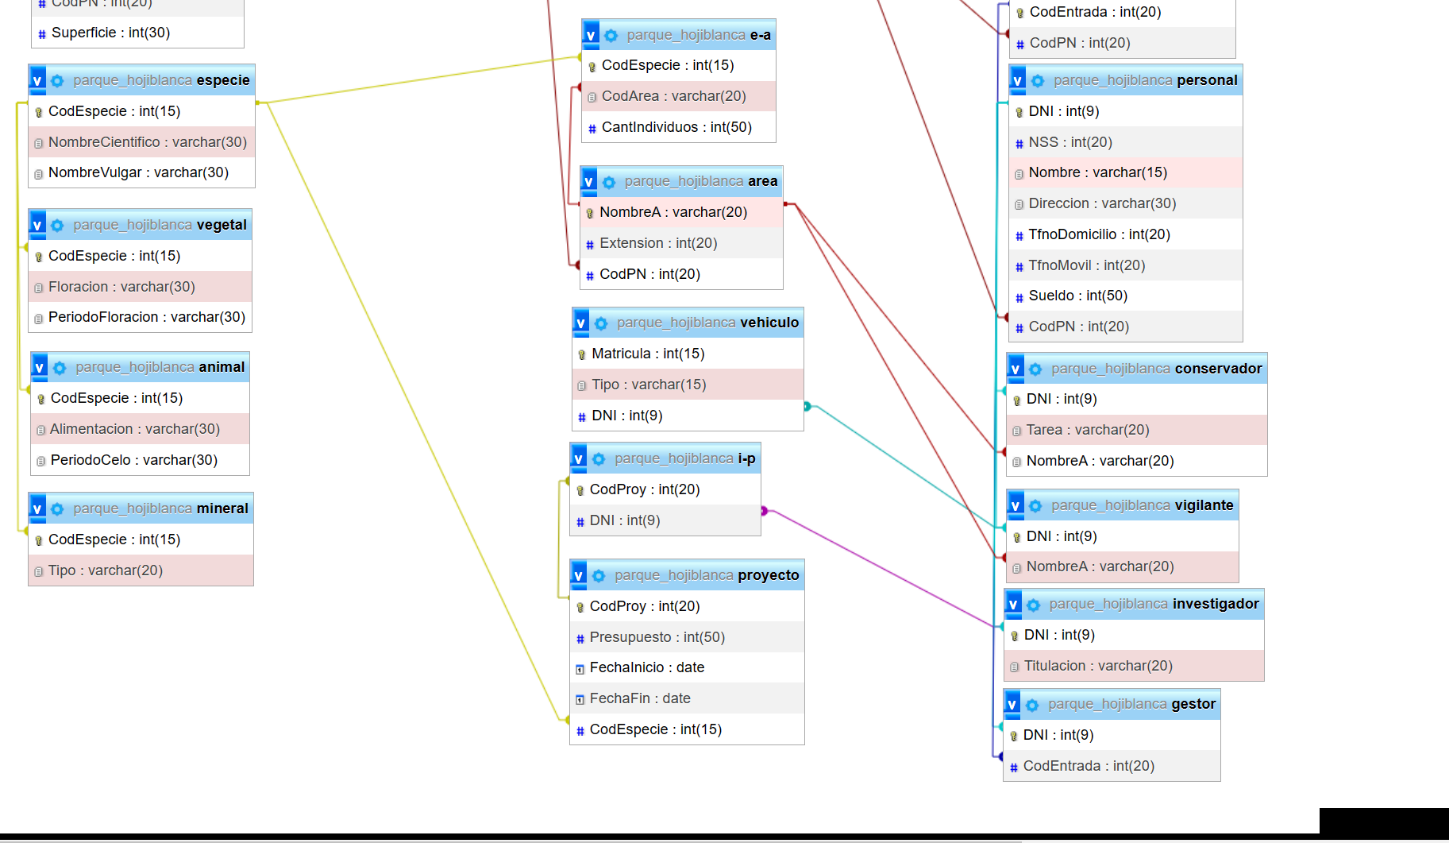 CodPN : int(20)
Superficie : int(30)
parque_hojiblanca especie
CodEspecie : int(15)
NombreCientifico : varchar(30)
NombreVulgar : varchar(30)
parque_hojiblanca vegetal
CodEspecie : int(15)
Floracion : varchar(30)
PeriodoFloracion : varchar(30)
parque_hojiblanca animal
CodEspecie : int(15)
Alimentacion : varchar(30)
PeriodoCelo : varchar(30)
parque_hojiblanca mineral
CodEspecie : int(15)
Tipo : varchar(20)
parque_hojiblanca e-a
CodEspecie : int(15)
CodArea : varchar(20)
CantIndividuos : int(50)
parque_hojiblanca area
NombreA : varchar(20)
Extension : int(20)
CodPN : int(20)
parque_hojiblanca vehiculo
Matricula : int(15)
Tipo : varchar(15)
DNI : int(9)
parque_hojiblanca i-p
CodProy : int(20)
DNI : int(9)
parque_hojiblanca proyecto
CodProy : int(20)
Presupuesto : int(50)
FechaInicio : date
FechaFin : date
CodEspecie : int(15)
CodEntrada : int(20)
CodPN : int(20)
parque_hojiblanca personal
DNI : int(9)
NSS : int(20)
Nombre : varchar(15)
Direccion : varchar(30)
TfnoDomicilio : int(20)
TfnoMovil : int(20)
Sueldo : int(50)
CodPN : int(20)
parque_hojiblanca conservador
DNI : int(9)
Tarea : varchar(20)
NombreA : varchar(20)
parque_hojiblanca vigilante
DNI : int(9)
NombreA : varchar(20)
parque_hojiblanca investigador
DNI : int(9)
Titulacion : varchar(20)
parque_hojiblanca gestor
DNI : int(9)
CodEntrada : int(20)